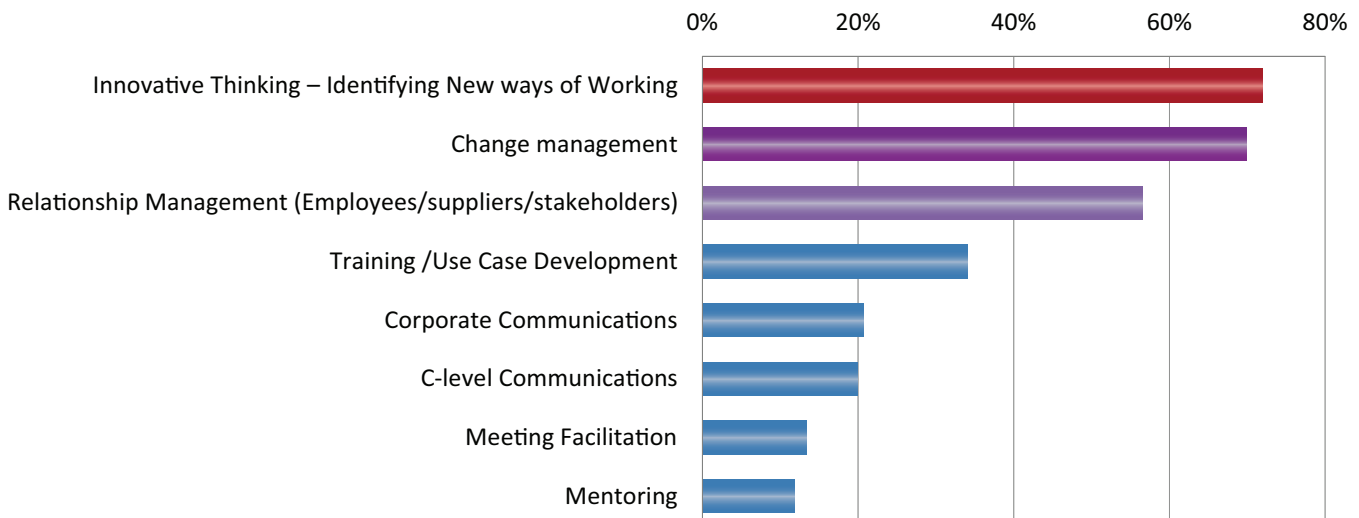 0% 20% 40% 60% 80%
Innovative Thinking – Identifying New ways of Working
Change management
Relationship Management (Employees/suppliers/stakeholders)
Training /Use Case Development
Corporate Communications
C-level Communications
Meeting Facilitation
Mentoring